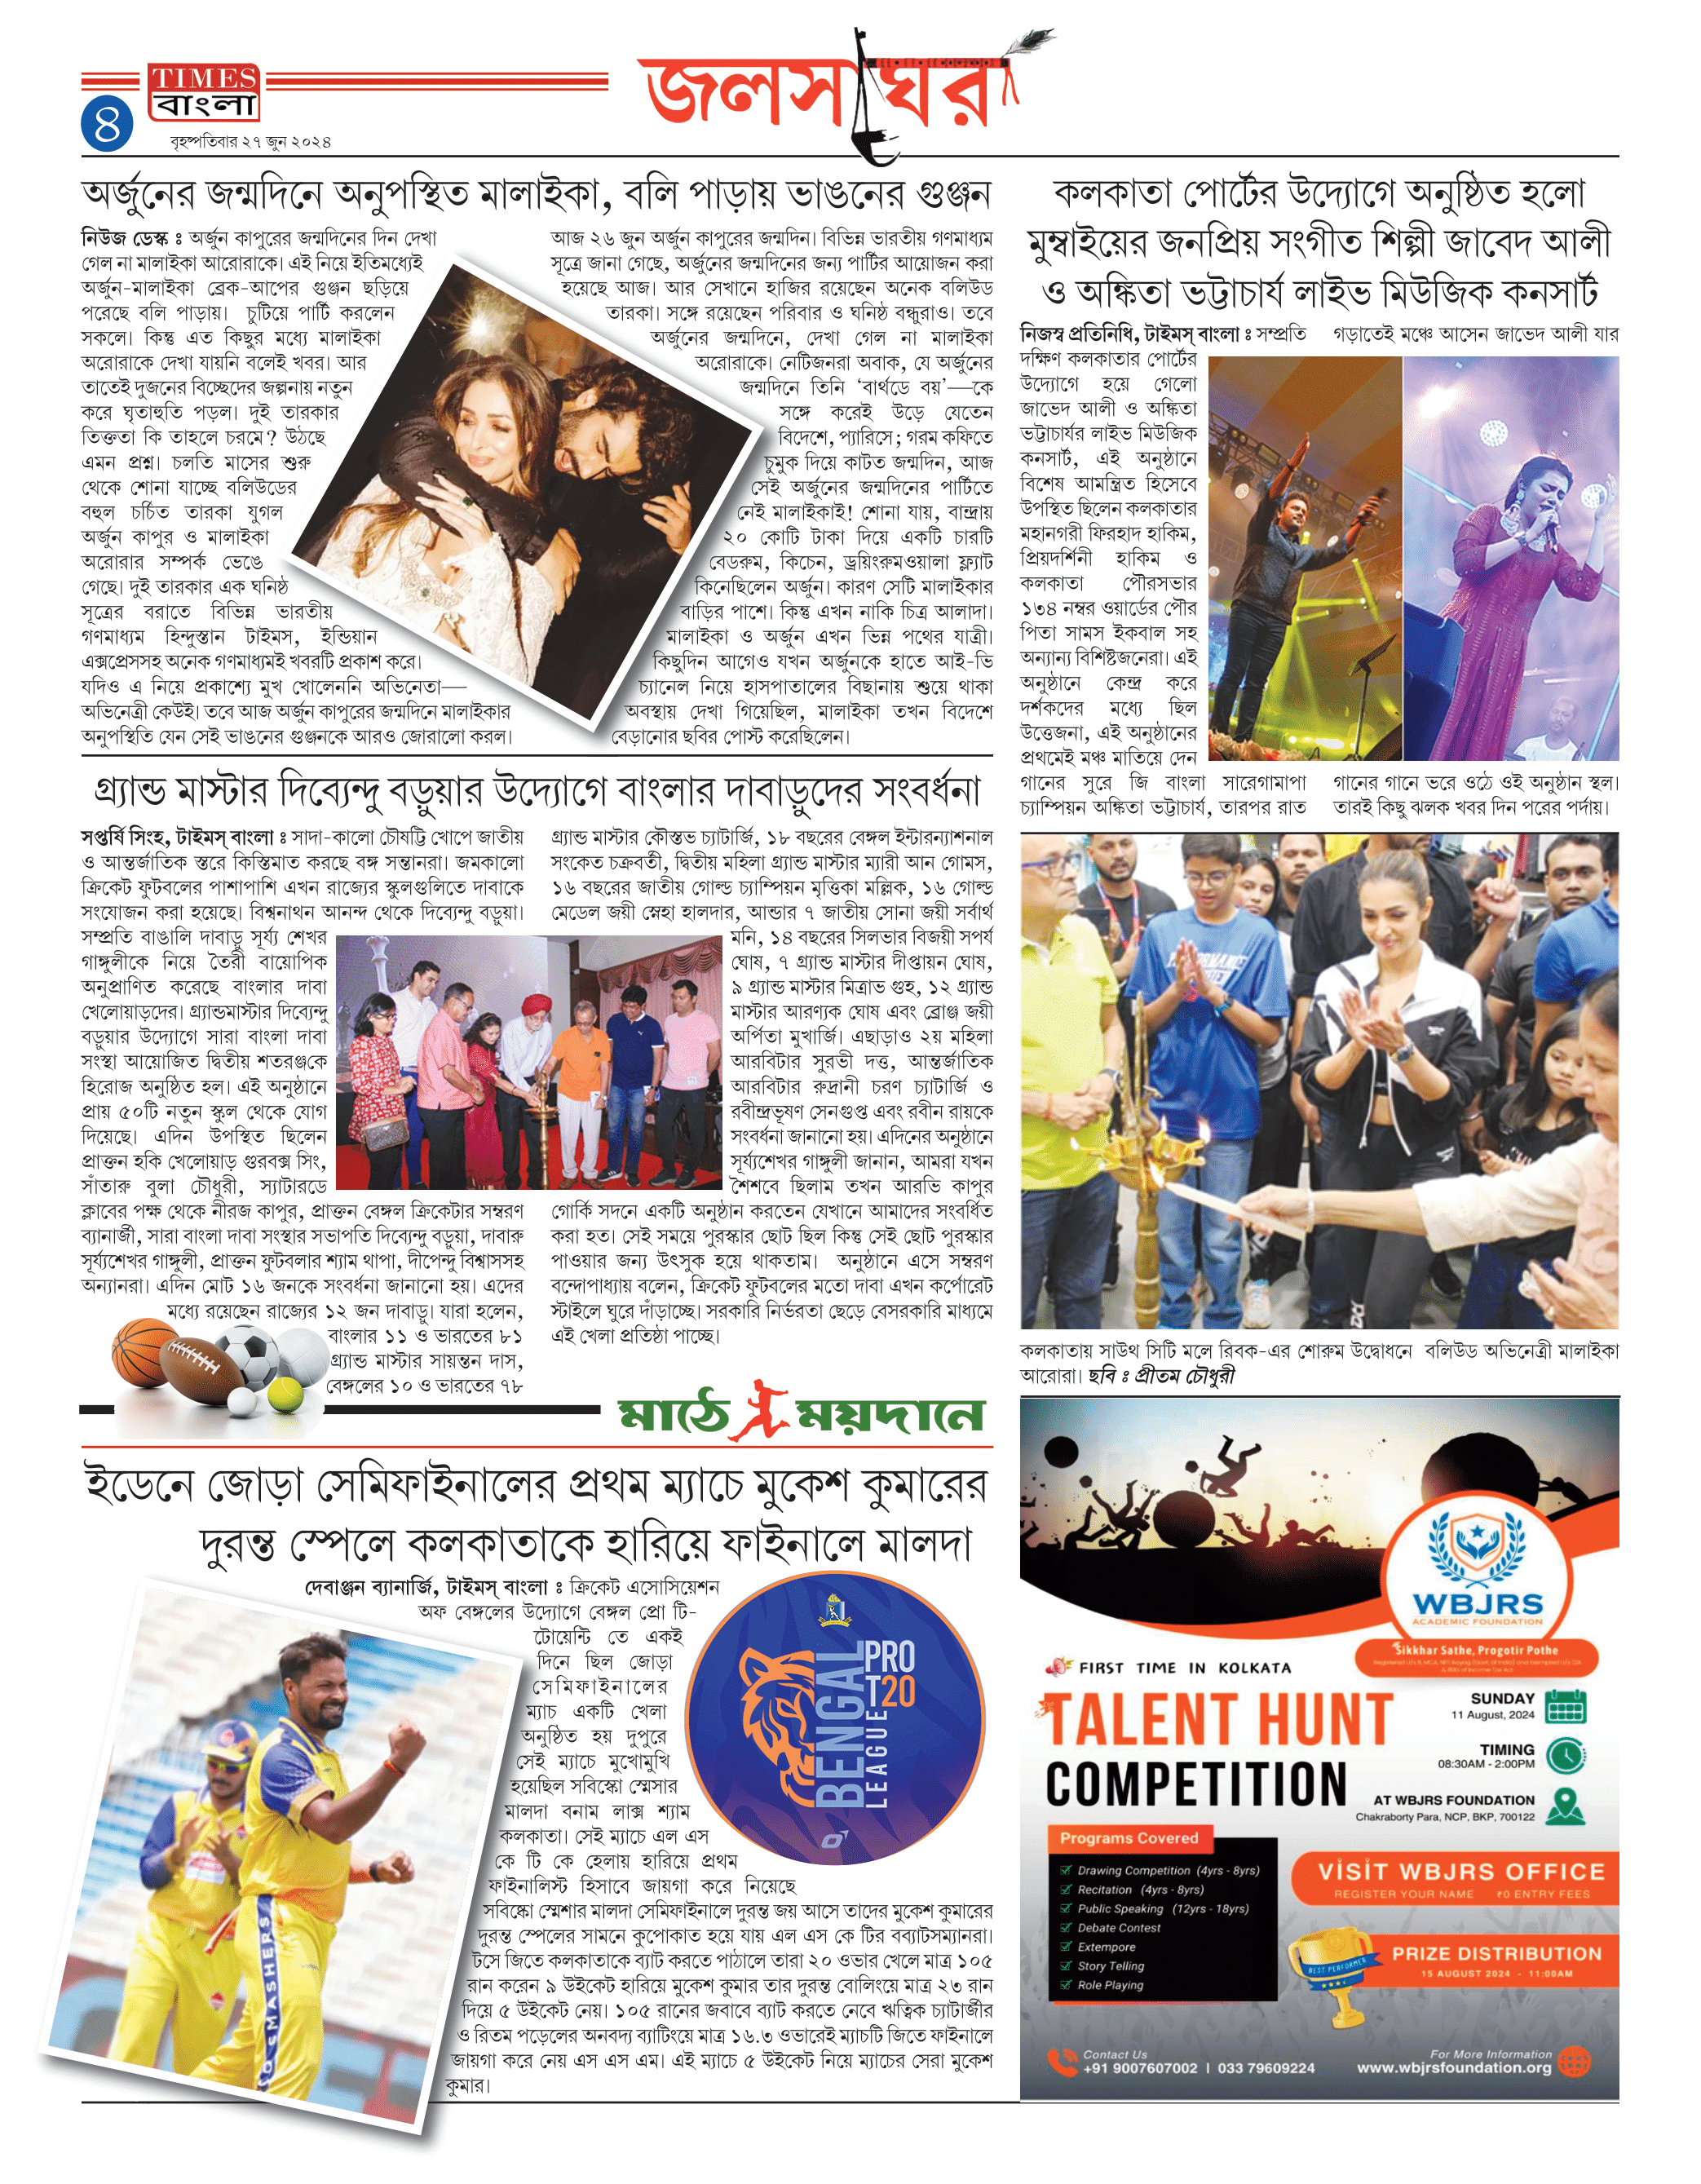 TIMES
বাংলা
৪
বৃহস্পতিবার ২৭ জুন ২০২৪
জলসাঘর
অর্জুনের জন্মদিনে অনুপস্থিত মালাইকা, বলি পাড়ায় ভাঙনের গুঞ্জন
নিউজ ডেস্ক ঃ অর্জুন কাপুরের জন্মদিনের দিন দেখা
গেল না মালাইকা আরোরাকে। এই নিয়ে ইতিমধ্যেই
অর্জুন-মালাইকা ব্রেক-আপের গুঞ্জন ছড়িয়ে
পরেছে বলি পাড়ায়। চুটিয়ে পার্টি করলেন
সকলে। কিন্তু এত কিছুর মধ্যে মালাইকা
অরোরাকে দেখা যায়নি বলেই খবর। আর
তাতেই দুজনের বিচ্ছেদের জল্পনায় নতুন
করে ঘৃতাহুতি পড়ল। দুই তারকার
তিক্ততা কি তাহলে চরমে? উঠছে
এমন প্রশ্ন। চলতি মাসের শুরু
থেকে শোনা যাচ্ছে বলিউডের
বহুল চর্চিত তারকা যুগল
অর্জুন কাপুর ও মালাইকা
অরোরার সম্পর্ক ভেঙে
গেছে। দুই তারকার এক ঘনিষ্ঠ
সূত্রের বরাতে বিভিন্ন ভারতীয়
গণমাধ্যম হিন্দুস্তান টাইমস, ইন্ডিয়ান
এক্সপ্রেসসহ অনেক গণমাধ্যমই খবরটি প্রকাশ করে।
যদিও এ নিয়ে প্রকাশ্যে মুখ খোলেননি অভিনেতা—
অভিনেত্রী কেউই। তবে আজ অর্জুন কাপুরের জন্মদিনে মালাইকার
অনুপস্থিতি যেন সেই ভাঙনের গুঞ্জনকে আরও জোরালো করল।
আজ ২৬ জুন অর্জুন কাপুরের জন্মদিন। বিভিন্ন ভারতীয় গণমাধ্যম
সূত্রে জানা গেছে, অর্জুনের জন্মদিনের জন্য পার্টির আয়োজন করা
হয়েছে আজ। আর সেখানে হাজির রয়েছেন অনেক বলিউড
তারকা। সঙ্গে রয়েছেন পরিবার ও ঘনিষ্ঠ বন্ধুরাও। তবে
অর্জুনের জন্মদিনে, দেখা গেল না মালাইকা
অরোরাকে। নেটিজনরা অবাক, যে অর্জুনের
জন্মদিনে তিনি ‘বার্থডে বয়’—কে
সঙ্গে করেই উড়ে যেতেন
বিদেশে, প্যারিসে; গরম কফিতে
চুমুক দিয়ে কাটত জন্মদিন, আজ
সেই অর্জুনের জন্মদিনের পার্টিতে
নেই মালাইকাই! শোনা যায়, বান্দ্রায়
২০ কোটি টাকা দিয়ে একটি চারটি
বেডরুম, কিচেন, ড্রয়িংরুমওয়ালা ফ্ল্যাট
কিনেছিলেন অর্জুন। কারণ সেটি মালাইকার
বাড়ির পাশে। কিন্তু এখন নাকি চিত্র আলাদা।
মালাইকা ও অর্জুন এখন ভিন্ন পথের যাত্রী।
কিছুদিন আগেও যখন অর্জুনকে হাতে আই-ভি
চ্যানেল নিয়ে হাসপাতালের বিছানায় শুয়ে থাকা
অবস্থায় দেখা গিয়েছিল, মালাইকা তখন বিদেশে
বেড়ানোর ছবির পোস্ট করেছিলেন।
কলকাতা পোর্টের উদ্যোগে অনুষ্ঠিত হলো
মুম্বাইয়ের জনপ্রিয় সংগীত শিল্পী জাবেদ আলী
ও অঙ্কিতা ভট্টাচার্য লাইভ মিউজিক কনসার্ট
নিজস্ব প্রতিনিধি, টাইমস্ বাংলা ঃ সম্প্রতি
দক্ষিণ কলকাতার পোর্টের
উদ্যোগে হয়ে গেলো
জাভেদ আলী ও অঙ্কিতা
ভট্টাচার্যর লাইভ মিউজিক
কনসার্ট, এই অনুষ্ঠানে
বিশেষ আমন্ত্রিত হিসেবে
উপস্থিত ছিলেন কলকাতার
মহানগরী ফিরহাদ হাকিম,
প্রিয়দর্শিনী হাকিম ও
কলকাতা পৌরসভার
১৩৪ নম্বর ওয়ার্ডের পৌর
পিতা সামস ইকবাল সহ
অন্যান্য বিশিষ্টজনেরা। এই
অনুষ্ঠানে কেন্দ্র করে
দর্শকদের মধ্যে ছিল
উত্তেজনা, এই অনুষ্ঠানের
প্রথমেই মঞ্চ মাতিয়ে দেন
গানের সুরে জি বাংলা সারেগামাপা
চ্যাম্পিয়ন অঙ্কিতা ভট্টাচার্য, তারপর রাত
গড়াতেই মঞ্চে আসেন জাভেদ আলী যার
গানের গানে ভরে ওঠে ওই অনুষ্ঠান স্থল।
তারই কিছু ঝলক খবর দিন পরের পর্দায়।
গ্র্যান্ড মাস্টার দিব্যেন্দু বড়ুয়ার উদ্যোগে বাংলার দাবাড়ুদের সংবর্ধনা
সপ্তর্ষি সিংহ, টাইমস্ বাংলা ঃ সাদা-কালো চৌষট্টি খোপে জাতীয়
ও আন্তর্জাতিক স্তরে কিস্তিমাত করছে বঙ্গ সন্তানরা। জমকালো
ক্রিকেট ফুটবলের পাশাপাশি এখন রাজ্যের স্কুলগুলিতে দাবাকে
সংযোজন করা হয়েছে। বিশ্বনাথন আনন্দ থেকে দিব্যেন্দু বড়ুয়া।
সম্প্রতি বাঙালি দাবাড়ু সূর্য্য শেখর
গাঙ্গুলীকে নিয়ে তৈরী বায়োপিক
অনুপ্রাণিত করেছে বাংলার দাবা
খেলোয়াড়দের। গ্র্যান্ডমাস্টার দিব্যেন্দু
বড়ুয়ার উদ্যোগে সারা বাংলা দাবা
সংস্থা আয়োজিত দ্বিতীয় শতরঞ্জকে
হিরোজ অনুষ্ঠিত হল। এই অনুষ্ঠানে
প্রায় ৫০টি নতুন স্কুল থেকে যোগ
দিয়েছে। এদিন উপস্থিত ছিলেন
প্রাক্তন হকি খেলোয়াড় গুরবক্স সিং,
সাঁতারু বুলা চৌধুরী, স্যাটারডে
ক্লাবের পক্ষ থেকে নীরজ কাপুর, প্রাক্তন বেঙ্গল ক্রিকেটার সম্বরণ
ব্যানার্জী, সারা বাংলা দাবা সংস্থার সভাপতি দিব্যেন্দু বড়ুয়া, দাবারু
সূর্য্যশেখর গাঙ্গুলী, প্রাক্তন ফুটবলার শ্যাম থাপা, দীপেন্দু বিশ্বাসসহ
অন্যানরা। এদিন মোট ১৬ জনকে সংবর্ধনা জানানো হয়। এদের
মধ্যে রয়েছেন রাজ্যের ১২ জন দাবাড়ু। যারা হলেন,
বাংলার ১১ ও ভারতের ৮১
গ্র্যান্ড মাস্টার সায়ন্তন দাস,
বেঙ্গলের ১০ ও ভারতের ৭৮
গ্র্যান্ড মাস্টার কৌস্তভ চ্যাটার্জি, ১৮ বছরের বেঙ্গল ইন্টারন্যাশনাল
সংকেত চক্রবর্তী, দ্বিতীয় মহিলা গ্র্যান্ড মাস্টার ম্যারী আন গোমস,
১৬ বছরের জাতীয় গোল্ড চ্যাম্পিয়ন মৃত্তিকা মল্লিক, ১৬ গোল্ড
মেডেল জয়ী স্নেহা হালদার, আন্ডার ৭ জাতীয় সোনা জয়ী সর্বার্থ
মনি, ১৪ বছরের সিলভার বিজয়ী সপর্য
ঘোষ, ৭ গ্র্যান্ড মাস্টার দীপ্তায়ন ঘোষ,
৯ গ্র্যান্ড মাস্টার মিত্রাভ গুহ, ১২ গ্র্যান্ড
মাস্টার আরণ্যক ঘোষ এবং ব্রোঞ্জ জয়ী
অর্পিতা মুখার্জি। এছাড়াও ২য় মহিলা
আরবিটার সুরভী দত্ত, আন্তর্জাতিক
আরবিটার রুদ্রানী চরণ চ্যাটার্জি ও
রবীন্দ্রভূষণ সেনগুপ্ত এবং রবীন রায়কে
সংবর্ধনা জানানো হয়। এদিনের অনুষ্ঠানে
সূর্য্যশেখর গাঙ্গুলী জানান, আমরা যখন
শৈশবে ছিলাম তখন আরভি কাপুর
গোর্কি সদনে একটি অনুষ্ঠান করতেন যেখানে আমাদের সংবর্ধিত
করা হত। সেই সময়ে পুরস্কার ছোট ছিল কিন্তু সেই ছোট পুরস্কার
পাওয়ার জন্য উৎসুক হয়ে থাকতাম। অনুষ্ঠানে এসে সম্বরণ
বন্দোপাধ্যায় বলেন, ক্রিকেট ফুটবলের মতো দাবা এখন কর্পোরেট
স্টাইলে ঘুরে দাঁড়াচ্ছে। সরকারি নির্ভরতা ছেড়ে বেসরকারি মাধ্যমে
এই খেলা প্রতিষ্ঠা পাচ্ছে।
কলকাতায় সাউথ সিটি মলে রিবক-এর শোরুম উদ্বোধনে বলিউড অভিনেত্রী মালাইকা
আরোরা। ছবি ঃ প্রীতম চৌধুরী
মাঠে ময়দানে
ইডেনে জোড়া সেমিফাইনালের প্রথম ম্যাচে মুকেশ কুমারের
দুরন্ত স্পেলে কলকাতাকে হারিয়ে ফাইনালে মালদা
দেবাঞ্জন ব্যানার্জি, টাইমস্ বাংলা ঃ ক্রিকেট এসোসিয়েশন
অফ বেঙ্গলের উদ্যোগে বেঙ্গল প্রো টি-
টোয়েন্টি তে একই
দিনে ছিল জোড়া
সেমিফাইনালের
ম্যাচ একটি খেলা
অনুষ্ঠিত হয় দুপুরে
সেই ম্যাচে মুখোমুখি
হয়েছিল সবিস্কো স্মেসার
মালদা বনাম লাক্স শ্যাম
কলকাতা। সেই ম্যাচে এল এস
কে টি কে হেলায় হারিয়ে প্রথম
ফাইনালিস্ট হিসাবে জায়গা করে নিয়েছে
সবিস্কো স্মেশার মালদা সেমিফাইনালে দুরন্ত জয় আসে তাদের মুকেশ কুমারের
দুরন্ত স্পেলের সামনে কুপোকাত হয়ে যায় এল এস কে টির বব্যাটসম্যানরা।
টসে জিতে কলকাতাকে ব্যাট করতে পাঠালে তারা ২০ ওভার খেলে মাত্র ১০৫
রান করেন ৯ উইকেট হারিয়ে মুকেশ কুমার তার দুরন্ত বোলিংয়ে মাত্র ২৩ রান
দিয়ে ৫ উইকেট নেয়। ১০৫ রানের জবাবে ব্যাট করতে নেবে ঋত্বিক চ্যাটার্জীর
ও রিতম পড়েলের অনবদ্য ব্যাটিংয়ে মাত্র ১৬.৩ ওভারেই ম্যাচটি জিতে ফাইনালে
জায়গা করে নেয় এস এস এম। এই ম্যাচে ৫ উইকেট নিয়ে ম্যাচের সেরা মুকেশ
কুমার।
BENGAL
PRO
T20
LEAGUE
SMASHERS
WBJRS
ACADEMIC FOUNDATION
Sikkhar Sathe, Progotir Pothe
FIRST TIME IN KOLKATA
TALENT HUNT
COMPETITION
SUNDAY
11 August, 2024
TIMING
08:30AM - 2:00PM
AT WBJRS FOUNDATION
Chakraborty Para, NCP, BKP, 700122
Programs Covered
Drawing Competition (4yrs - 8yrs)
Recitation (4yrs - 8yrs)
Public Speaking (12yrs - 18yrs)
Debate Contest
Extempore
Story Telling
Role Playing
VISIT WBJRS OFFICE
REGISTER YOUR NAME ₹0 ENTRY FEES
BEST PERFORMER
PRIZE DISTRIBUTION
15 AUGUST 2024 - 11:00AM
Contact Us
+91 9007607002 | 033 79609224
For More Information
www.wbjrsfoundation.org